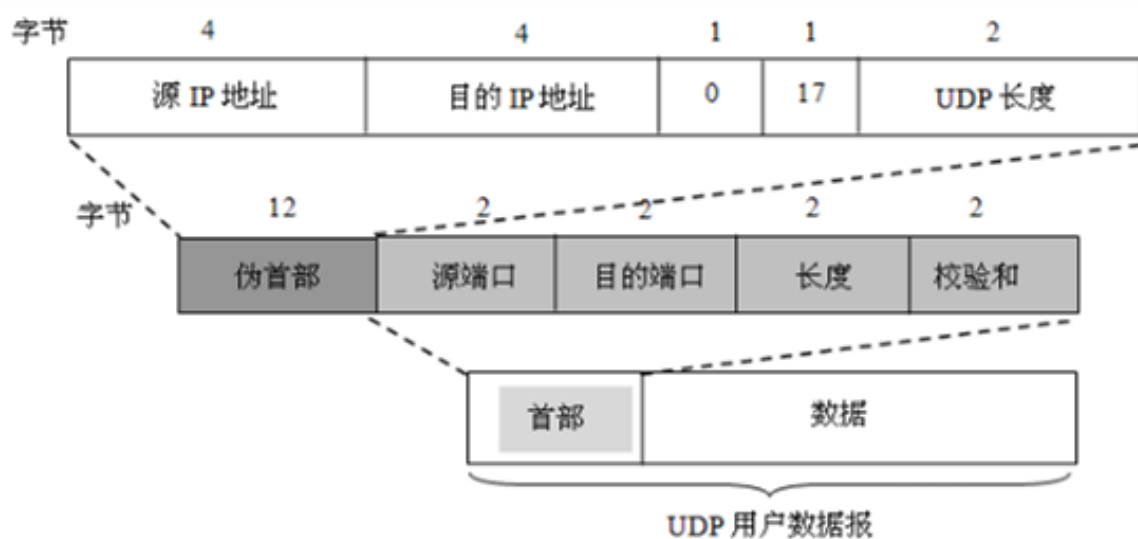 字节 4 4 1 1 2
源 IP 地址 目的 IP 地址 0 17 UDP 长度
字节 12 2 2 2 2
伪首部 源端口 目的端口 长度 校验和
首部 数据
UDP 用户数据报